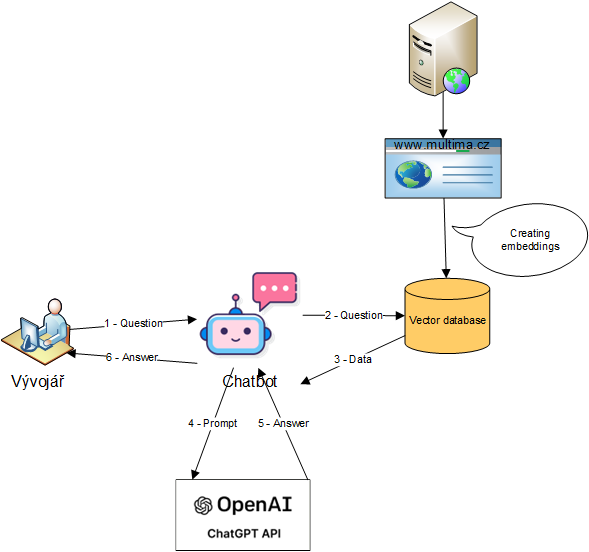 www.multima.cz
Creating
embeddings
Vector database
1 - Question
2 - Question
6 - Answer
3 - Data
Vývojář
Chatbot
4 - Prompt
5 - Answer
OpenAI
ChatGPT API